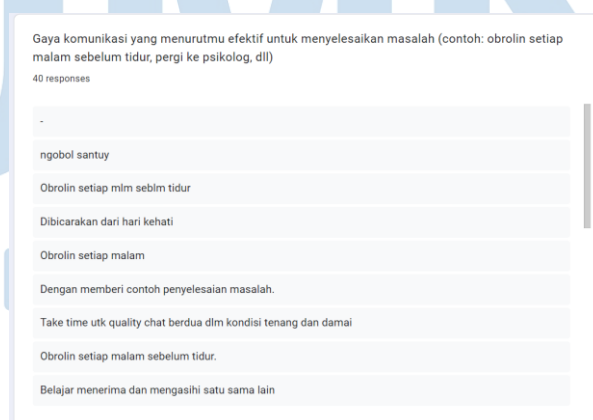 Gaya komunikasi yang menurutmu efektif untuk menyelesaikan masalah (contoh: obrolin setiap
malam sebelum tidur, pergi ke psikolog, dll)
40 responses
-
ngobol santuy
Obrolin setiap mlm seblm tidur
Dibicarakan dari hari kehati
Obrolin setiap malam
Dengan memberi contoh penyelesaian masalah.
Take time utk quality chat berdua dlm kondisi tenang dan damai
Obrolin setiap malam sebelum tidur.
Belajar menerima dan mengasihi satu sama lain